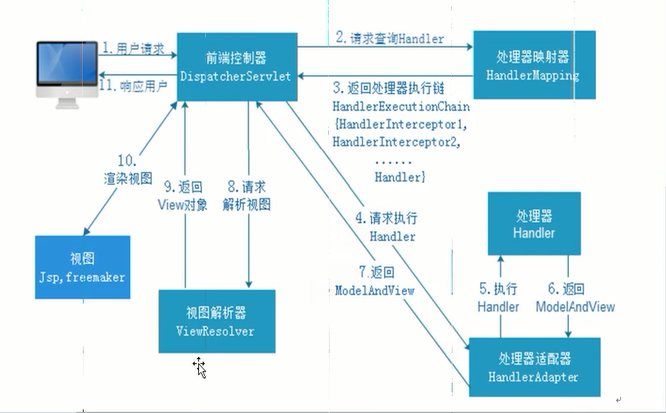 1.用户请求
11.响应用户
前端控制器
DispatcherServlet
2.请求查询Handler
处理器映射器
HandlerMapping
3.返回处理器执行链
HandlerExecutionChain
{HandlerInterceptor1,
HandlerInterceptor2,
......
Handler}
10.
渲染视图
9.返回
View对象
8.请求
解析视图
4.请求执行
Handler
7.返回
ModelAndView
处理器
Handler
5.执行
Handler
6.返回
ModelAndView
视图
Jsp,freemaker
视图解析器
ViewResolver
处理器适配器
HandlerAdapter